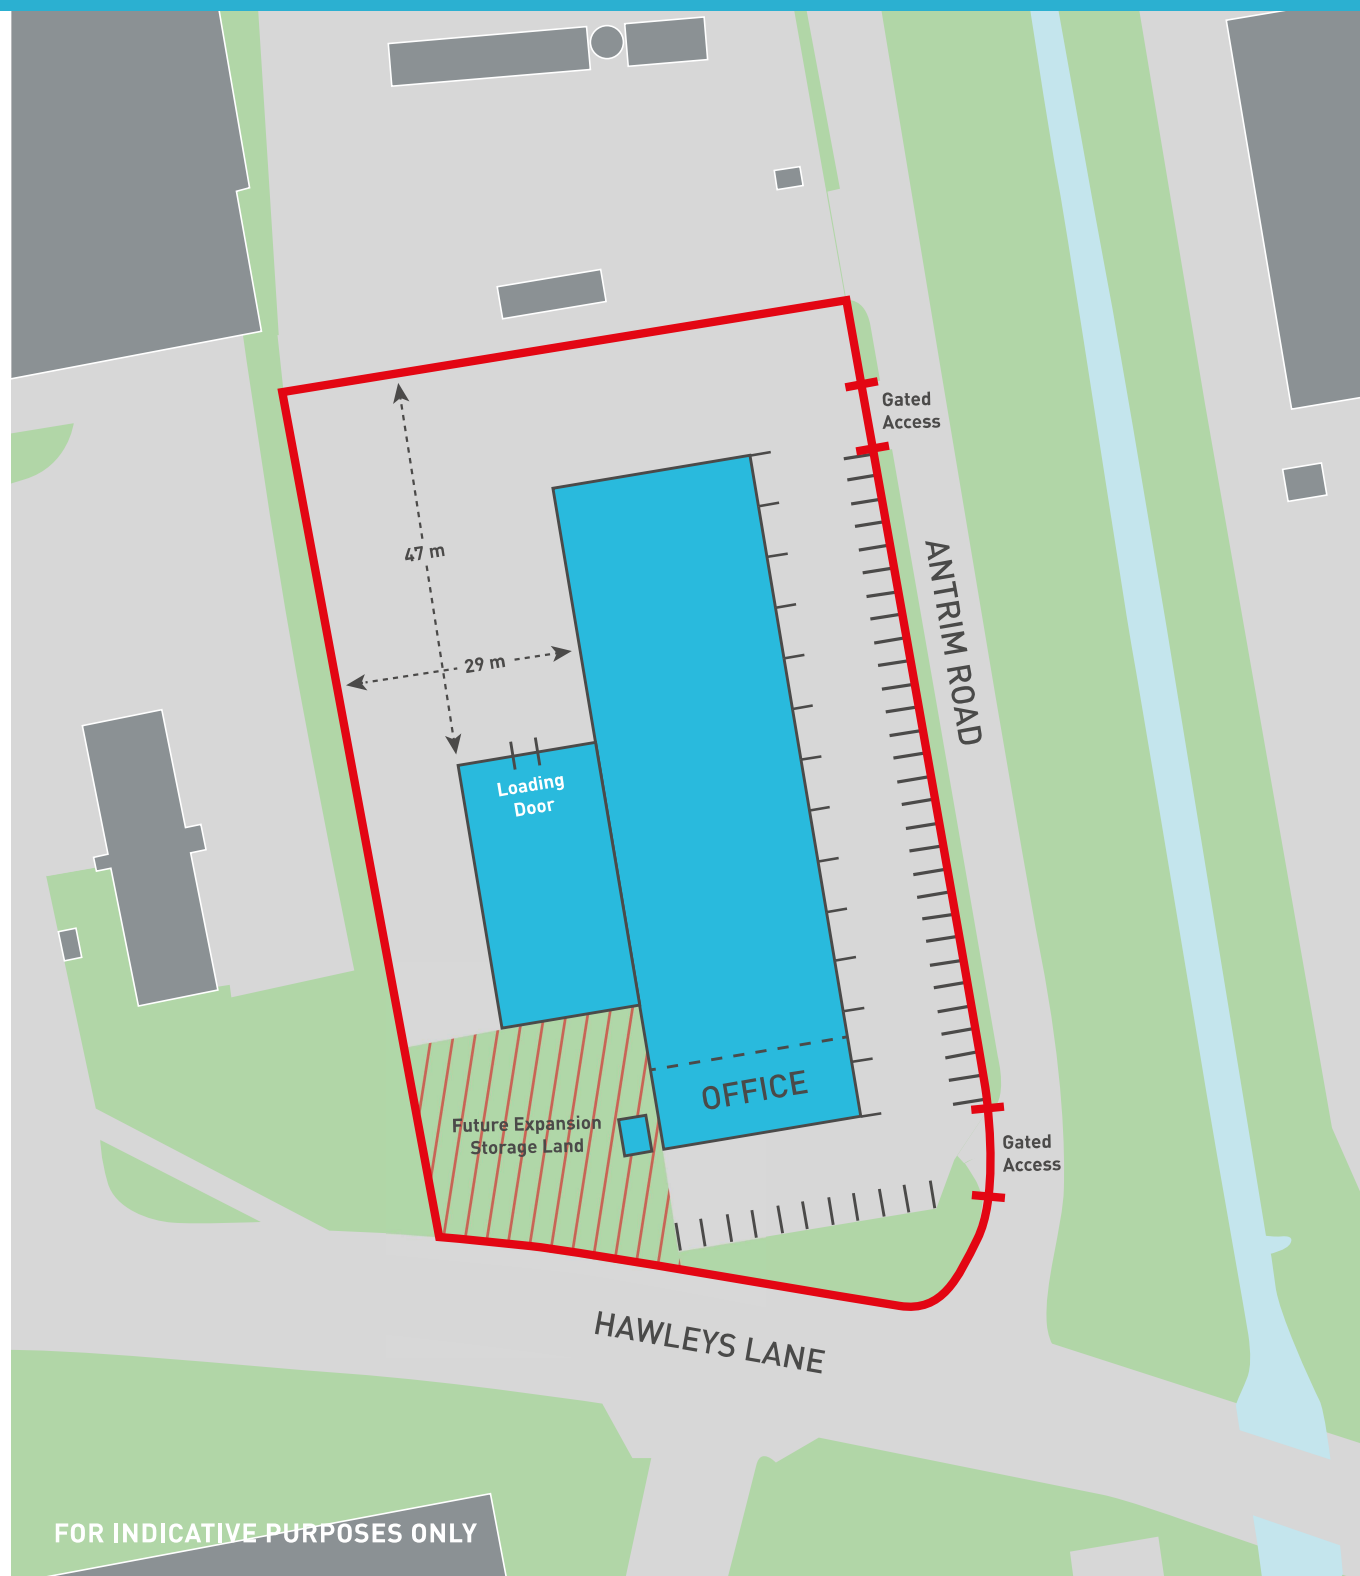 Gated
Access
47 m
ANTRIM ROAD
29 m
Loading
Door
OFFICE
Future Expansion
Storage Land
Gated
Access
HAWLEYS LANE
FOR INDICATIVE PURPOSES ONLY